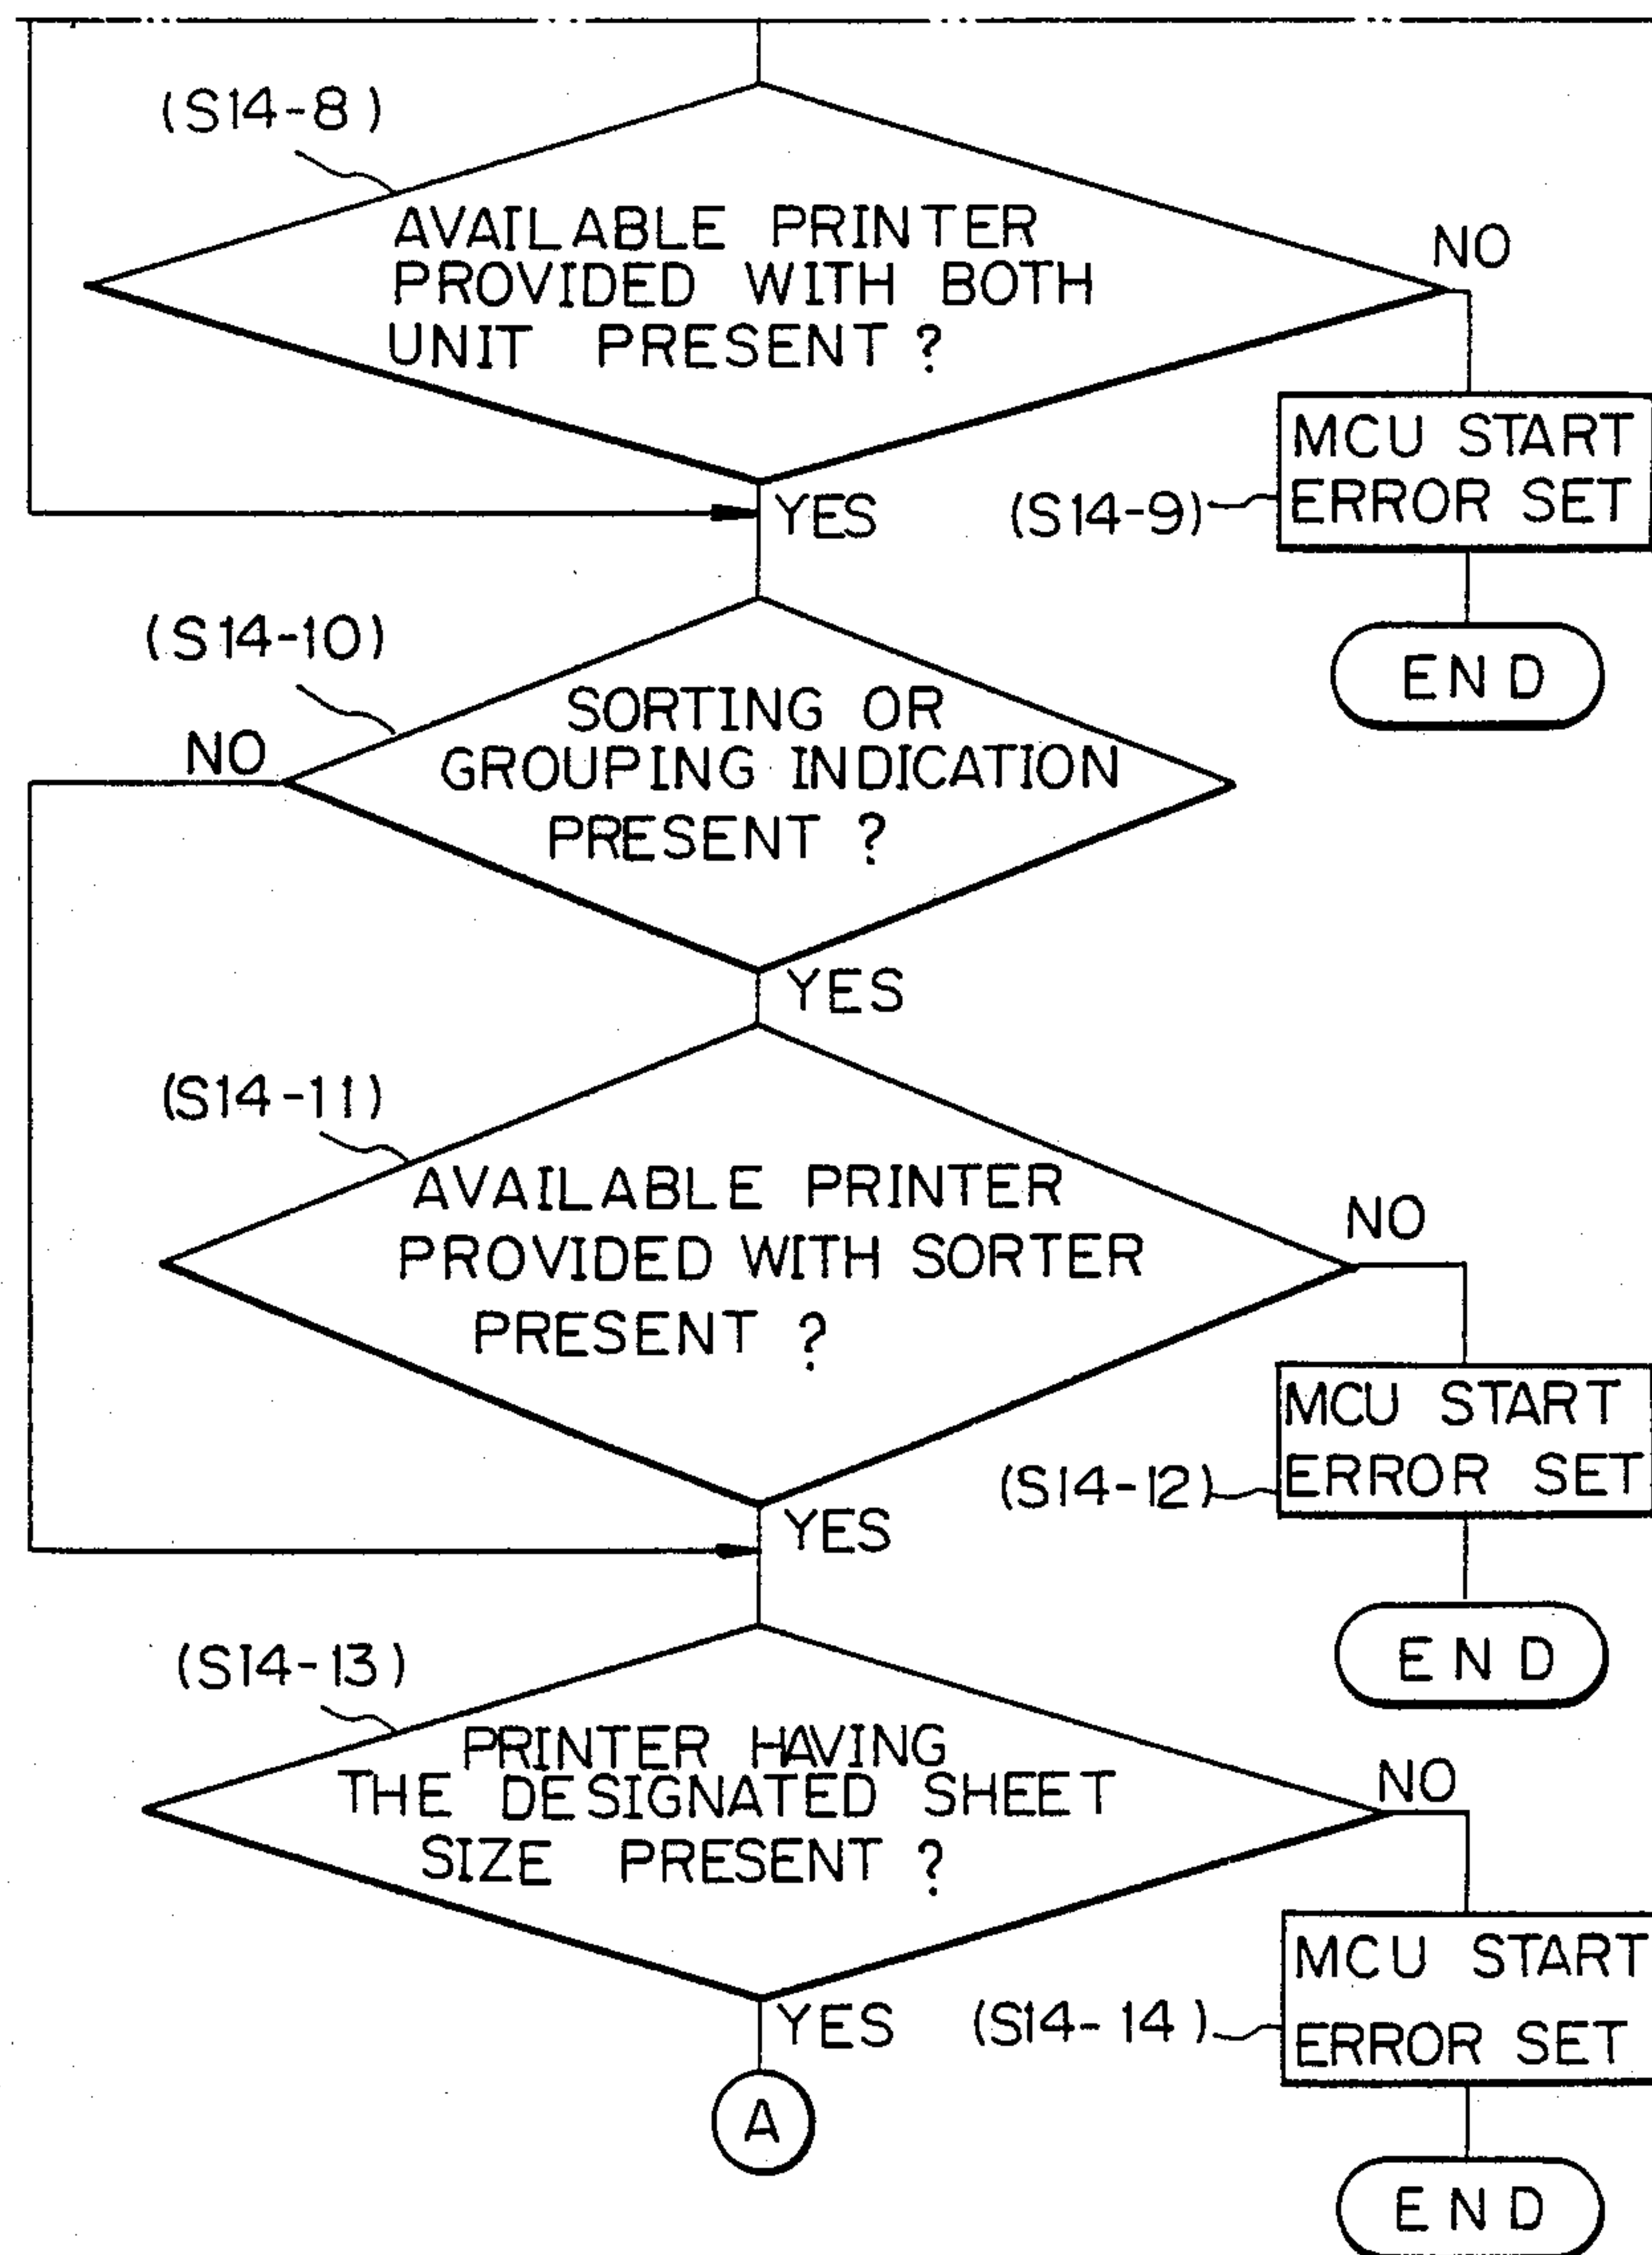 (S14-8)
AVAILABLE PRINTER
PROVIDED WITH BOTH
UNIT PRESENT ?
NO
MCU START
ERROR SET
(S14-9)
YES
END
(S14-10)
SORTING OR
GROUPING INDICATION
PRESENT ?
NO
YES
(S14-11)
AVAILABLE PRINTER
PROVIDED WITH SORTER
PRESENT ?
NO
MCU START
ERROR SET
(S14-12)
YES
END
(S14-13)
PRINTER HAVING
THE DESIGNATED SHEET
SIZE PRESENT ?
NO
MCU START
ERROR SET
(S14-14)
YES
A
END